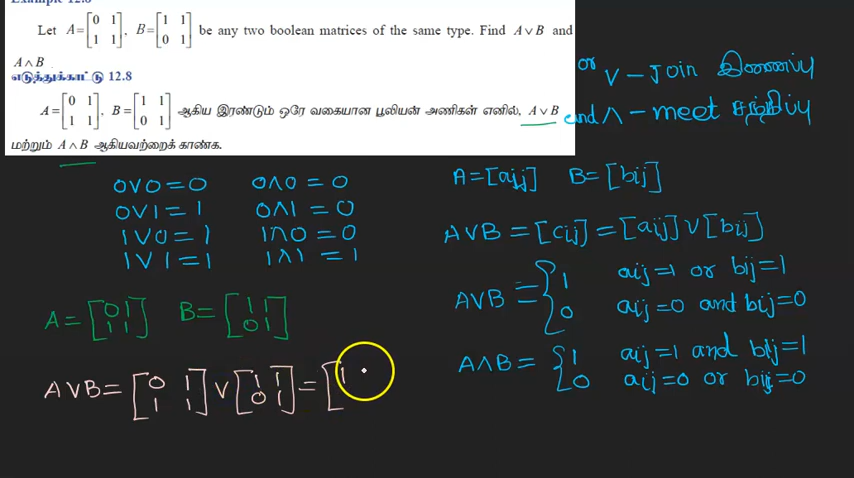 Example 12.8
Let A=[0 1; 1 1], B=[1 1; 0 1] be any two boolean matrices of the same type. Find A∨B and
A∧B
எடுத்துக்காட்டு 12.8
A=[0 1; 1 1], B=[1 1; 0 1] ஆகிய இரண்டும் ஒரே வகையான பூலியன் அணிகள் எனில், A∨B
மற்றும் A∧B ஆகியவற்றைக் காண்க.
or ∨ – Join இணைப்பு
and ∧ – meet சந்திப்பு
0∨0=0 0∧0=0
0∨1=1 0∧1=0
1∨0=1 1∧0=0
1∨1=1 1∧1=1
A=[0 1; 1 1] B=[1 1; 0 1]
A∨B=[0 1; 1 1]∨[1 1; 0 1]=[1
A=[aij] B=[bij]
A∨B=[cij]=[aij]∨[bij]
A∨B={1 aij=1 or bij=1
0 aij=0 and bij=0
A∧B={1 aij=1 and bij=1
0 aij=0 or bij=0